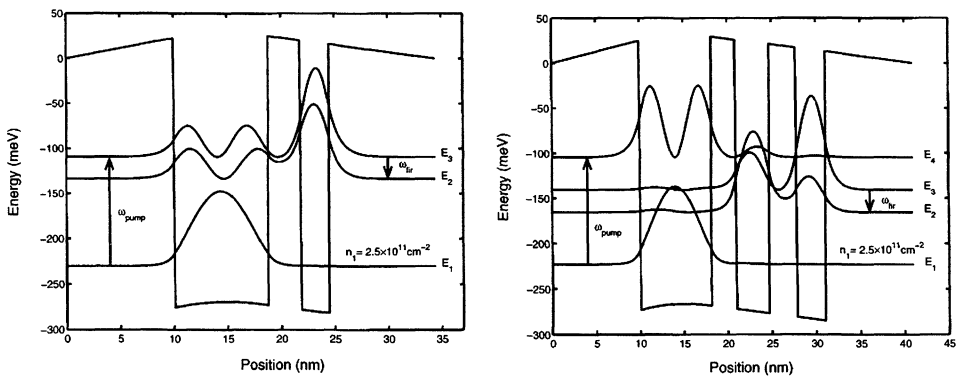 50
0
−50
−100
−150
−200
−250
−300
Energy (meV)
0
5
10
15
20
25
30
35
Position (nm)
E3
E2
E1
ωfir
ωpump
n1= 2.5×10¹¹cm⁻²
50
0
−50
−100
−150
−200
−250
−300
Energy (meV)
0
5
10
15
20
25
30
35
40
45
Position (nm)
E4
E3
E2
E1
ωfir
ωpump
n1= 2.5×10¹¹cm⁻²